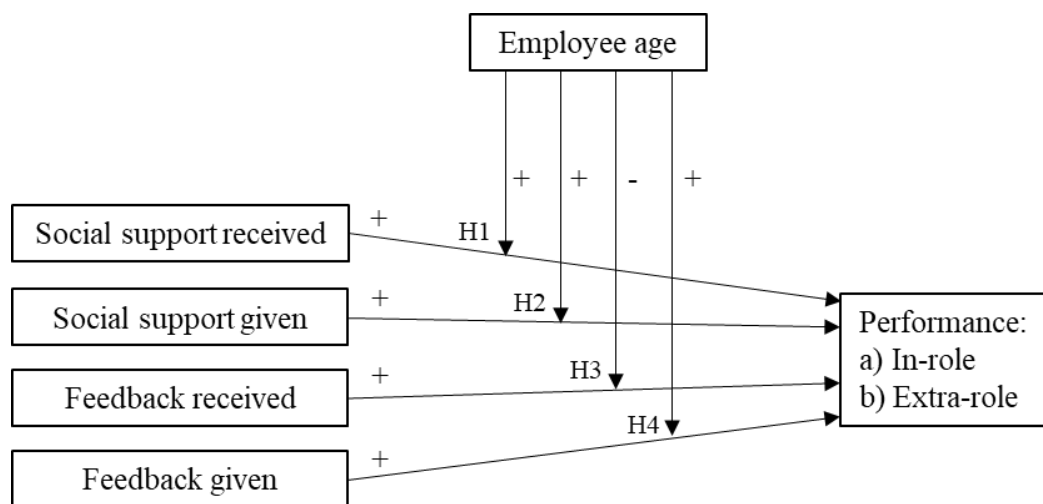 Employee age
+ + - +
+
Social support received
H1
+
Social support given
H2
+
Feedback received
H3
+
Feedback given
H4
Performance:
a) In-role
b) Extra-role